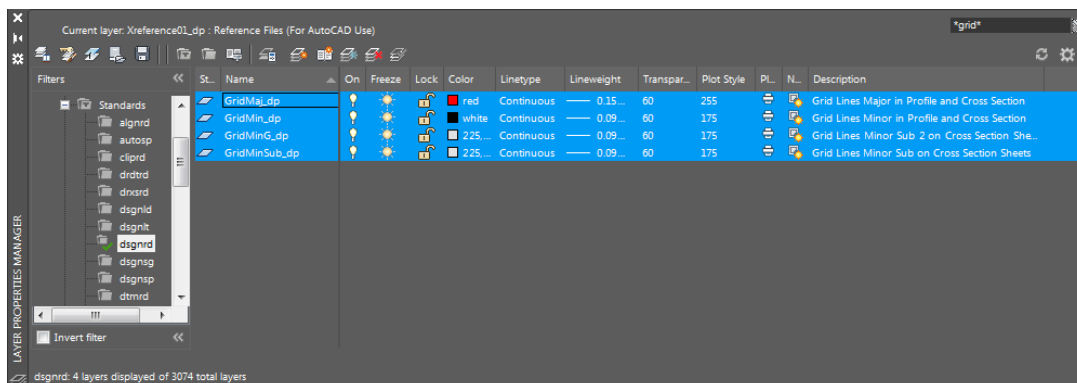 Current layer: Xreference01_dp : Reference Files (For AutoCAD Use)
*grid*
Filters
St... Name On Freeze Lock Color Linetype Lineweight Transpar... Plot Style Pl... N... Description
Standards
algnrd
autosp
cliprd
drdtrd
drxsrd
dsgnld
dsgnlt
dsgnrd
dsgnsg
dsgnsp
dtmrd
GridMaj_dp red Continuous 0.15... 60 255 Grid Lines Major in Profile and Cross Section
GridMin_dp white Continuous 0.09... 60 175 Grid Lines Minor in Profile and Cross Section
GridMinG_dp 225,... Continuous 0.09... 60 175 Grid Lines Minor Sub 2 on Cross Section She...
GridMinSub_dp 225,... Continuous 0.09... 60 175 Grid Lines Minor Sub on Cross Section Sheets
Invert filter
LAYER PROPERTIES MANAGER
dsgnrd: 4 layers displayed of 3074 total layers